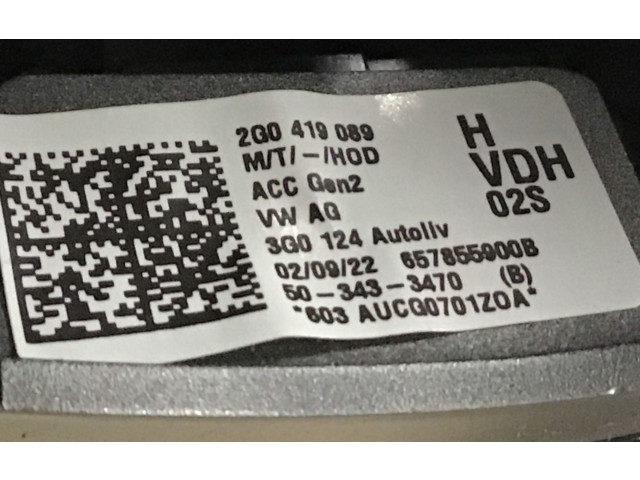 2G0 419 089
M/T/-/HOD
ACC Gen2
VW AG
3G0 124 Autoliv
02/09/22 657855900B
50-343-3470 (B)
*603 AUCG0701ZOA*
H
VDH
02S